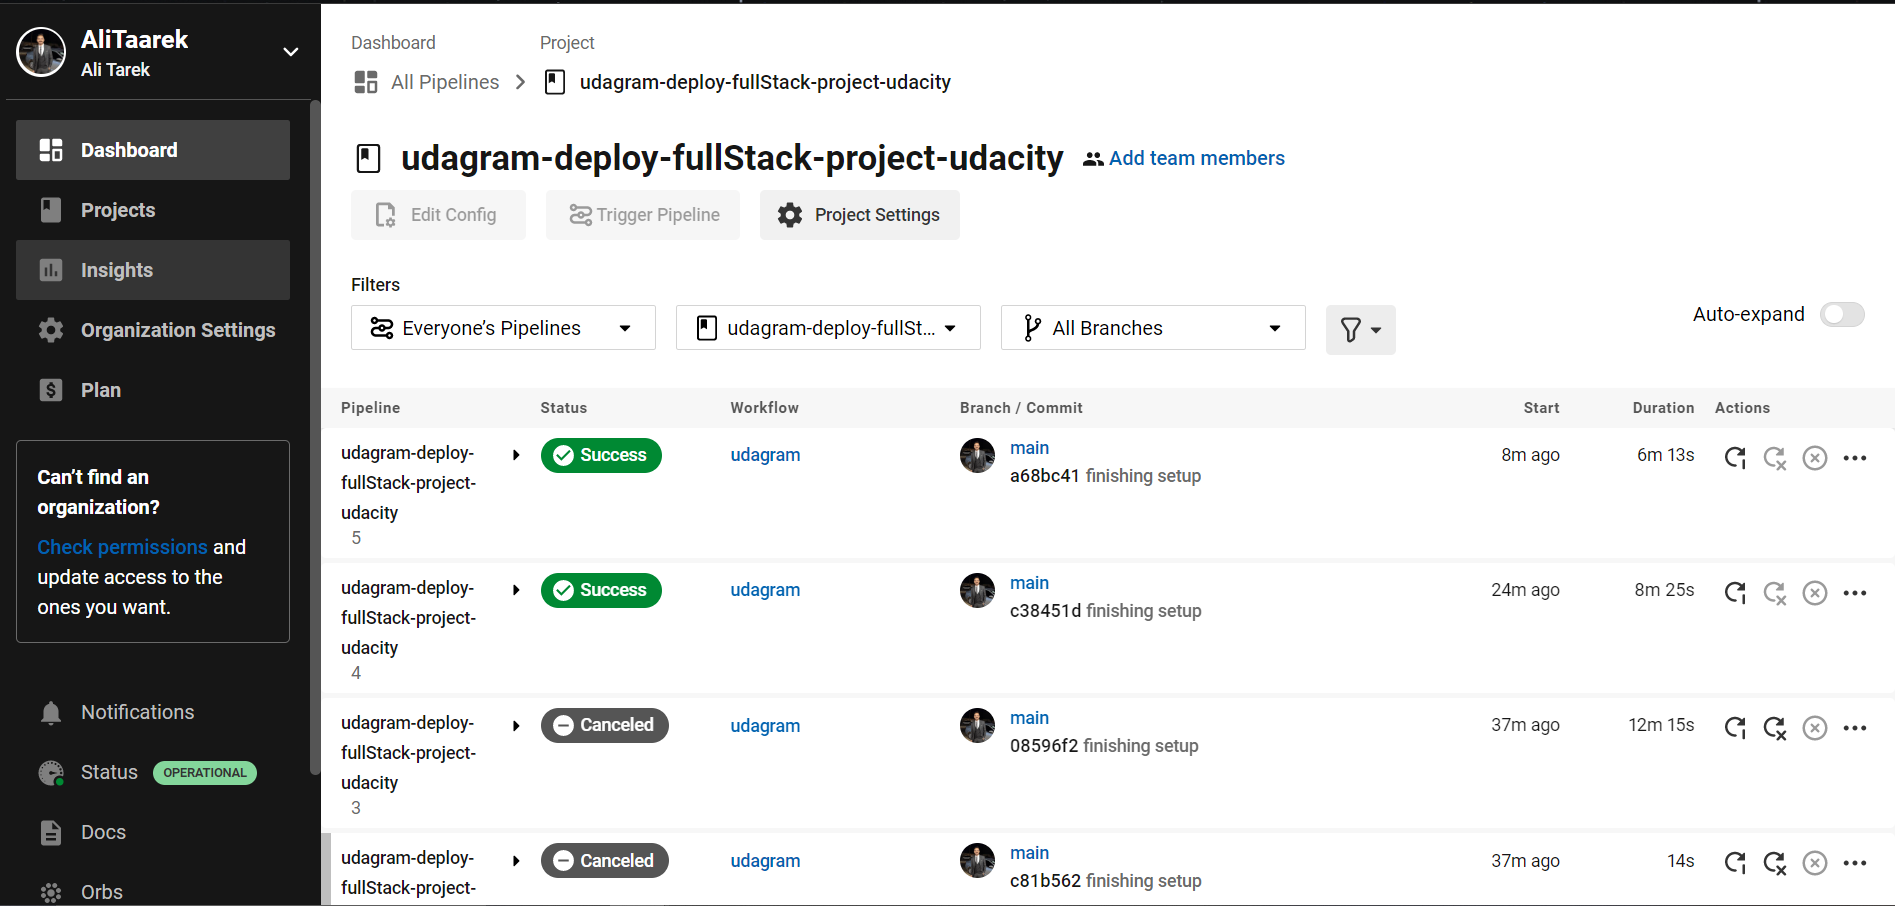 AliTaarek
Ali Tarek
Dashboard
Projects
Insights
Organization Settings
Plan
Can’t find an
organization?
Check permissions and
update access to the
ones you want.
Notifications
Status OPERATIONAL
Docs
Orbs
Dashboard Project
All Pipelines udagram-deploy-fullStack-project-udacity
udagram-deploy-fullStack-project-udacity Add team members
Edit Config Trigger Pipeline Project Settings
Filters
Everyone’s Pipelines udagram-deploy-fullSt... All Branches Auto-expand
Pipeline Status Workflow Branch / Commit Start Duration Actions
udagram-deploy-
fullStack-project-
udacity
5
Success udagram main 8m ago 6m 13s
a68bc41 finishing setup
udagram-deploy-
fullStack-project-
udacity
4
Success udagram main 24m ago 8m 25s
c38451d finishing setup
udagram-deploy-
fullStack-project-
udacity
3
Canceled udagram main 37m ago 12m 15s
08596f2 finishing setup
udagram-deploy-
fullStack-project-
Canceled udagram main 37m ago 14s
c81b562 finishing setup